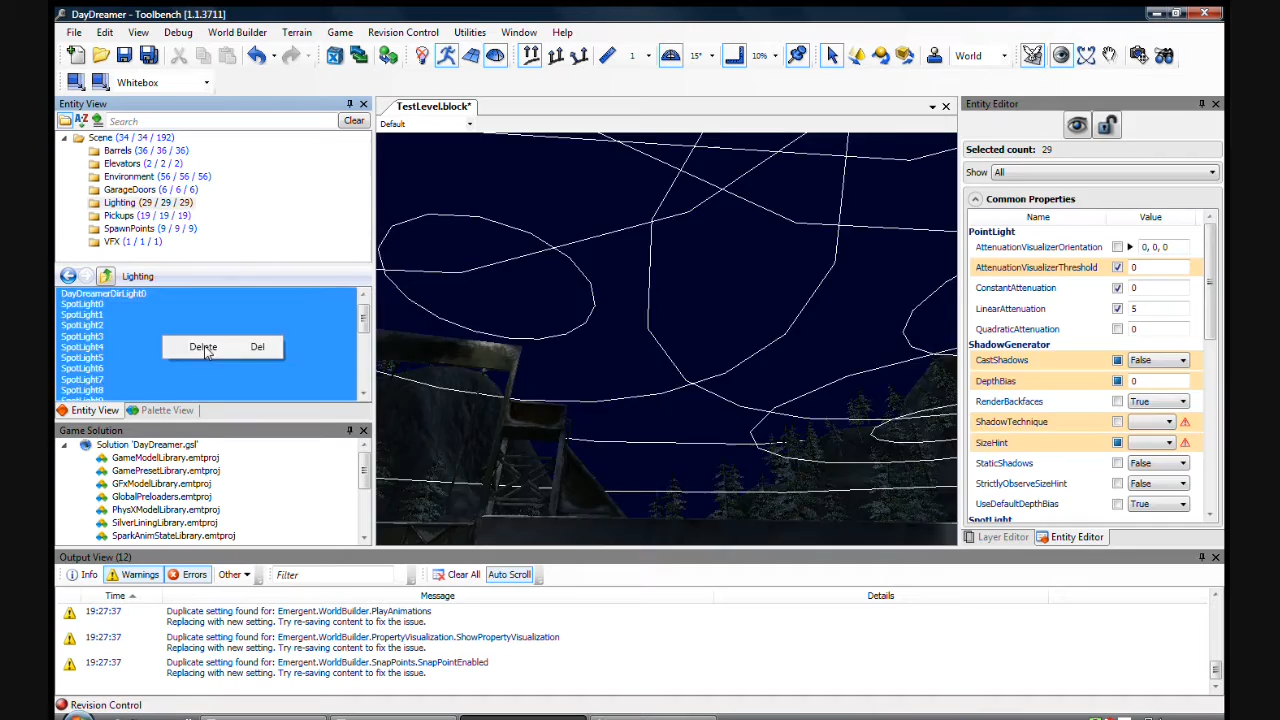 DayDreamer - Toolbench [1.1.3711]
File Edit View Debug World Builder Terrain Game Revision Control Utilities Window Help
1 15° 10% World
Whitebox
Entity View
Search Clear
Scene (34 / 34 / 192)
Barrels (36 / 36 / 36)
Elevators (2 / 2 / 2)
Environment (56 / 56 / 56)
GarageDoors (6 / 6 / 6)
Lighting (29 / 29 / 29)
Pickups (19 / 19 / 19)
SpawnPoints (9 / 9 / 9)
VFX (1 / 1 / 1)
Lighting
DayDreamerDirLight0
SpotLight0
SpotLight1
SpotLight2
SpotLight3
SpotLight4
SpotLight5
SpotLight6
SpotLight7
SpotLight8
Delete Del
Entity View Palette View
Game Solution
Solution 'DayDreamer.gsl'
GameModelLibrary.emtproj
GamePresetLibrary.emtproj
GFxModelLibrary.emtproj
GlobalPreloaders.emtproj
PhysXModelLibrary.emtproj
SilverLiningLibrary.emtproj
SparkAnimStateLibrary.emtproj
TestLevel.block*
Default
Entity Editor
Selected count: 29
Show All
Common Properties
Name Value
PointLight
AttenuationVisualizerOrientation 0, 0, 0
AttenuationVisualizerThreshold 0
ConstantAttenuation 0
LinearAttenuation 5
QuadraticAttenuation 0
ShadowGenerator
CastShadows False
DepthBias 0
RenderBackfaces True
ShadowTechnique
SizeHint
StaticShadows False
StrictlyObserveSizeHint False
UseDefaultDepthBias True
SpotLight
Layer Editor Entity Editor
Output View (12)
Info Warnings Errors Other Filter Clear All Auto Scroll
Time Message Details
19:27:37 Duplicate setting found for: Emergent.WorldBuilder.PlayAnimations
Replacing with new setting. Try re-saving content to fix the issue.
19:27:37 Duplicate setting found for: Emergent.WorldBuilder.PropertyVisualization.ShowPropertyVisualization
Replacing with new setting. Try re-saving content to fix the issue.
19:27:37 Duplicate setting found for: Emergent.WorldBuilder.SnapPoints.SnapPointEnabled
Replacing with new setting. Try re-saving content to fix the issue.
Revision Control